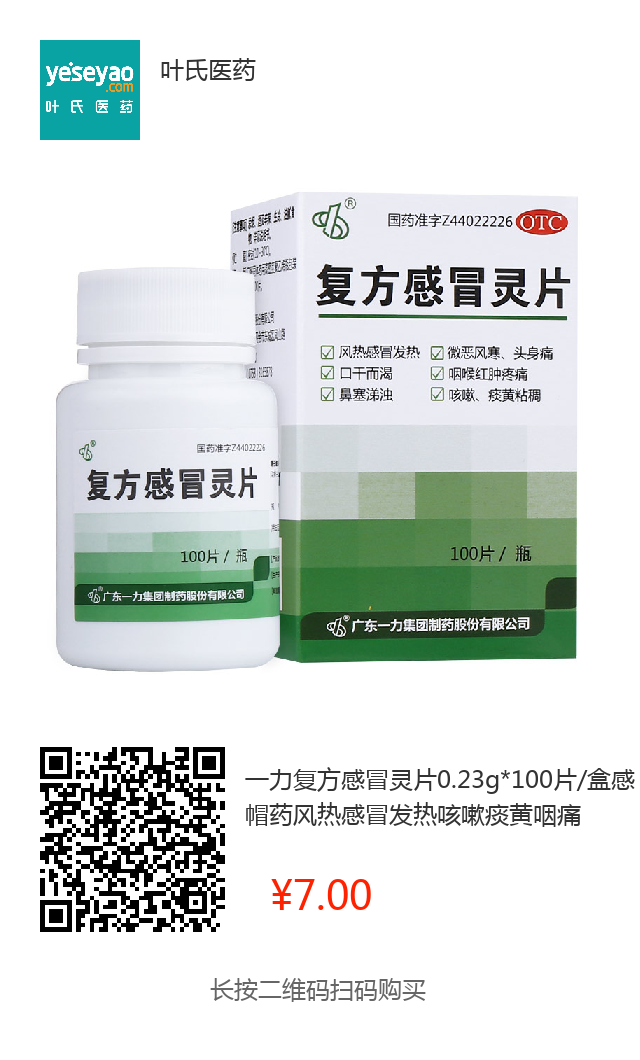 yeseyao
.com
叶氏医药
叶氏医药
国药准字Z44022226
OTC
复方感冒灵片
风热感冒发热
微恶风寒、头身痛
口干而渴
咽喉红肿疼痛
鼻塞涕浊
咳嗽、痰黄粘稠
100片/瓶
广东一力集团制药股份有限公司
国药准字Z44022226
复方感冒灵片
100片/瓶
广东一力集团制药股份有限公司
一力复方感冒灵片0.23g*100片/盒感
帽药风热感冒发热咳嗽痰黄咽痛
¥7.00
长按二维码扫码购买